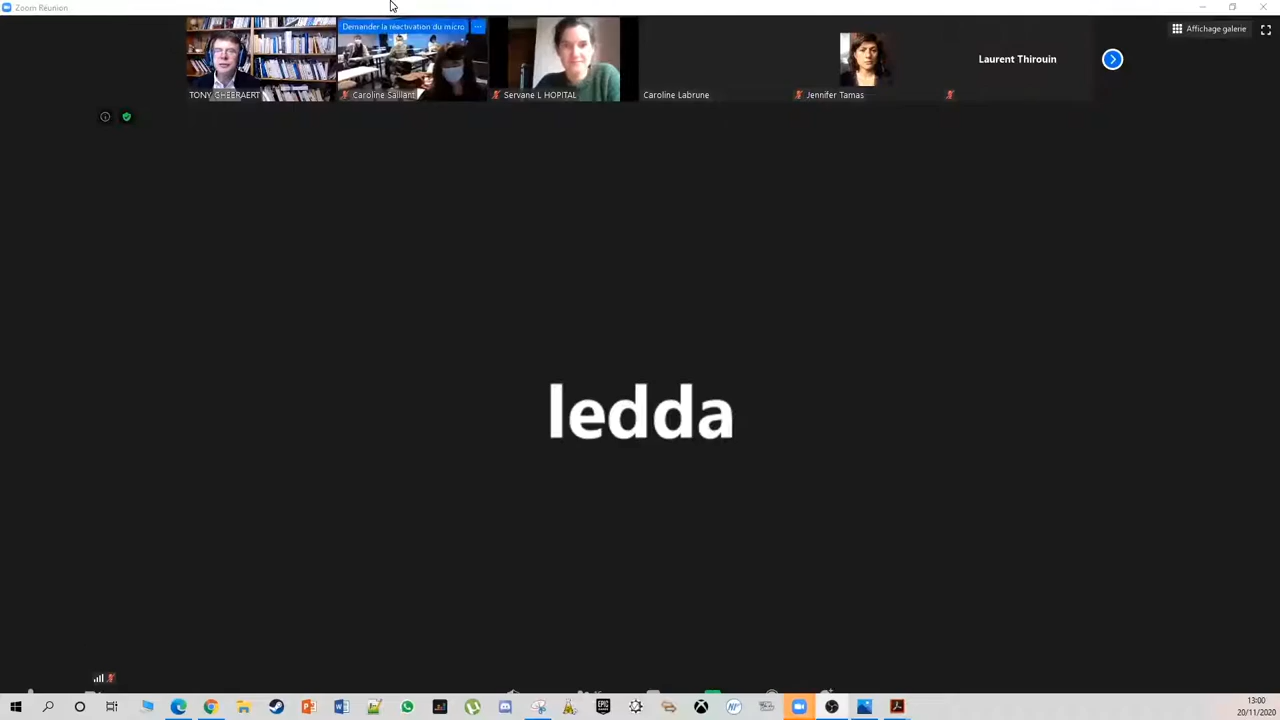 Zoom Réunion
Demander la réactivation du micro ...
Affichage galerie
Laurent Thirouin
TONY GHEERAERT
Caroline Saillant
Servane L HOPITAL
Caroline Labrune
Jennifer Tamas
ledda
13:00
20/11/2020